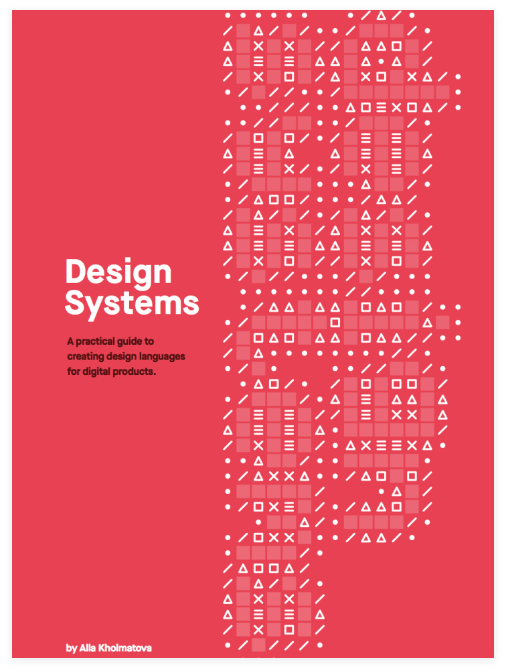 Design
Systems
A practical guide to
creating design languages
for digital products.
by Alla Kholmatova